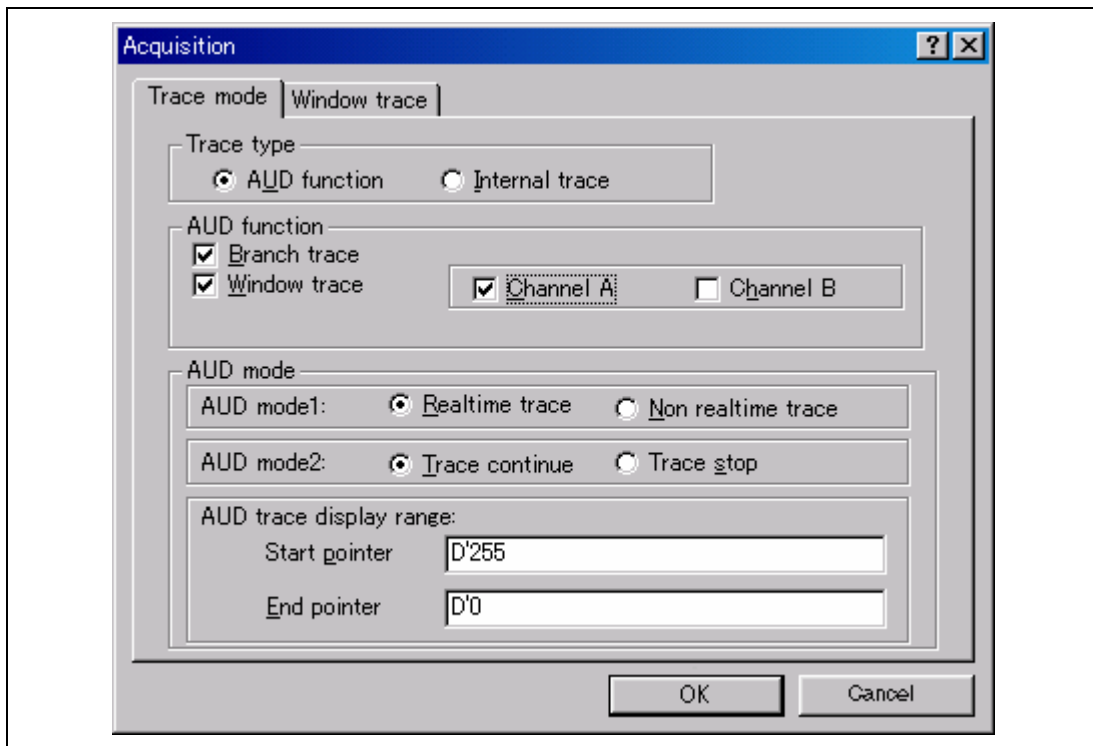 Acquisition
Trace mode Window trace
Trace type
AUD function Internal trace
AUD function
Branch trace
Window trace Channel A Channel B
AUD mode
AUD mode1: Realtime trace Non realtime trace
AUD mode2: Trace continue Trace stop
AUD trace display range:
Start pointer D'255
End pointer D'0
OK Cancel